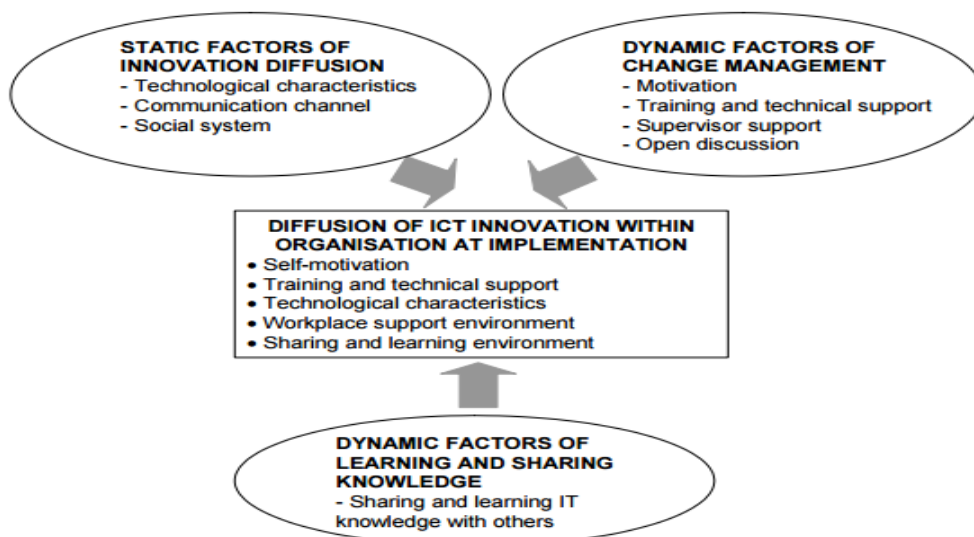 STATIC FACTORS OF
INNOVATION DIFFUSION
- Technological characteristics
- Communication channel
- Social system
DYNAMIC FACTORS OF
CHANGE MANAGEMENT
- Motivation
- Training and technical support
- Supervisor support
- Open discussion
DIFFUSION OF ICT INNOVATION WITHIN
ORGANISATION AT IMPLEMENTATION
• Self-motivation
• Training and technical support
• Technological characteristics
• Workplace support environment
• Sharing and learning environment
DYNAMIC FACTORS OF
LEARNING AND SHARING
KNOWLEDGE
- Sharing and learning IT
knowledge with others